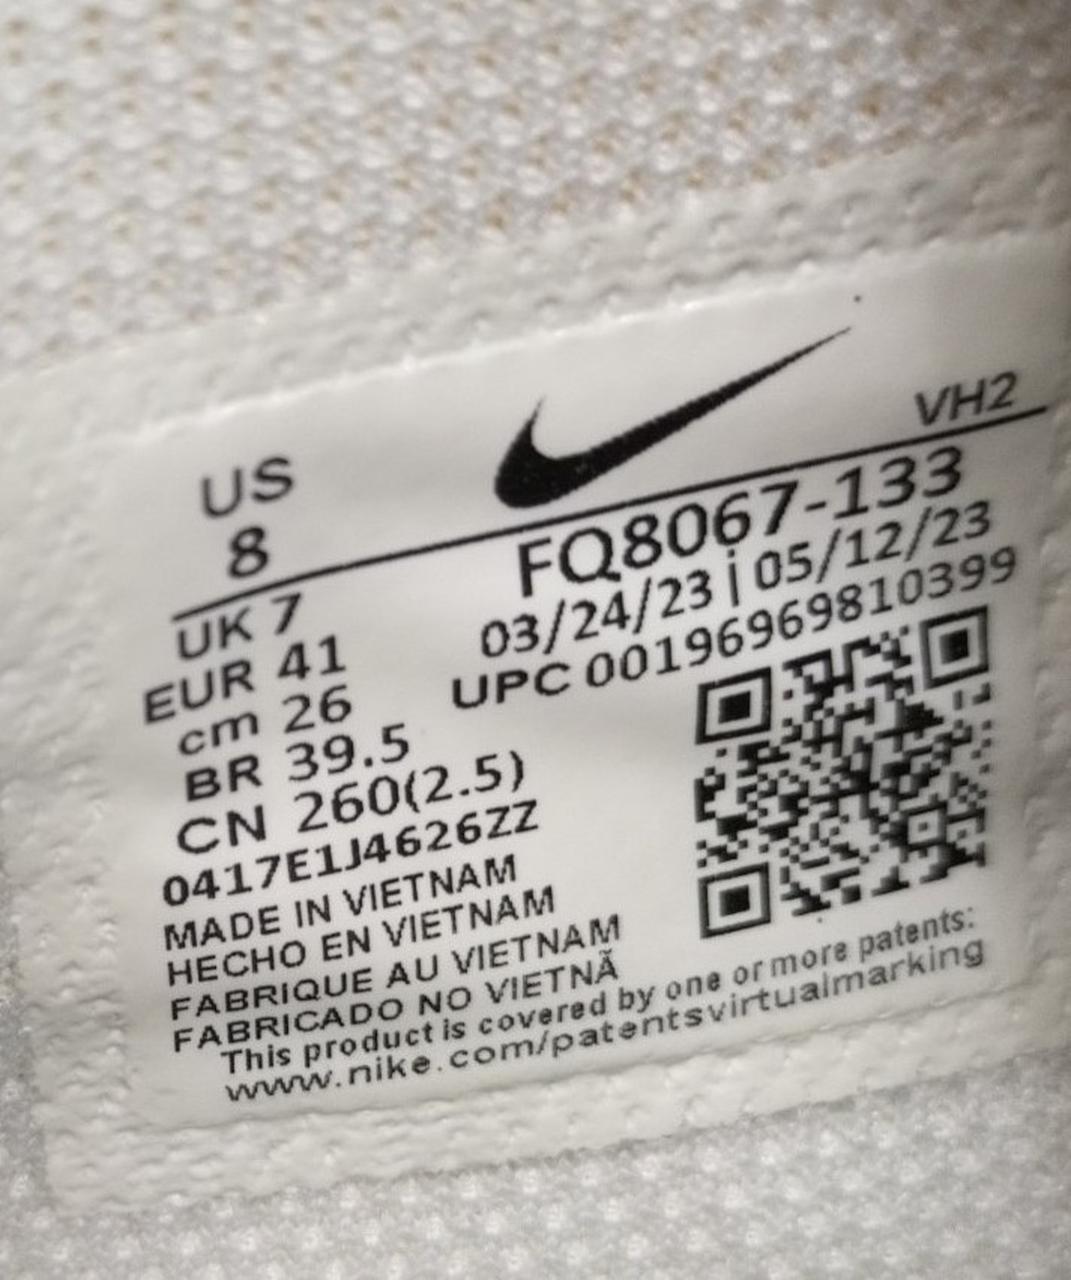 VH2
US
8
FQ8067-133
03/24/23 | 05/12/23
UPC 00196969810399
UK 7
EUR 41
cm 26
BR 39.5
CN 260(2.5)
0417E1J4626ZZ
MADE IN VIETNAM
HECHO EN VIETNAM
FABRIQUE AU VIETNAM
FABRICADO NO VIETNÃ
This product is covered by one or more patents:
www.nike.com/patentsvirtualmarking